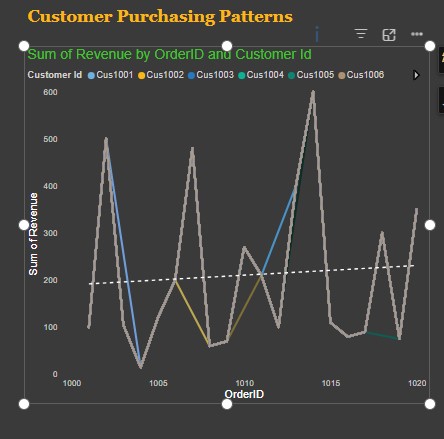 Customer Purchasing Patterns
Sum of Revenue by OrderID and Customer Id
Customer Id Cus1001 Cus1002 Cus1003 Cus1004 Cus1005 Cus1006
600
500
400
300
200
100
0
Sum of Revenue
1000 1005 1010 1015 1020
OrderID